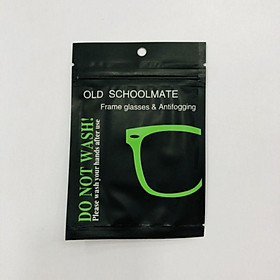 OLD SCHOOLMATE
Frame glasses & Antifogging
DO NOT WASH!
Please wash your hands after use